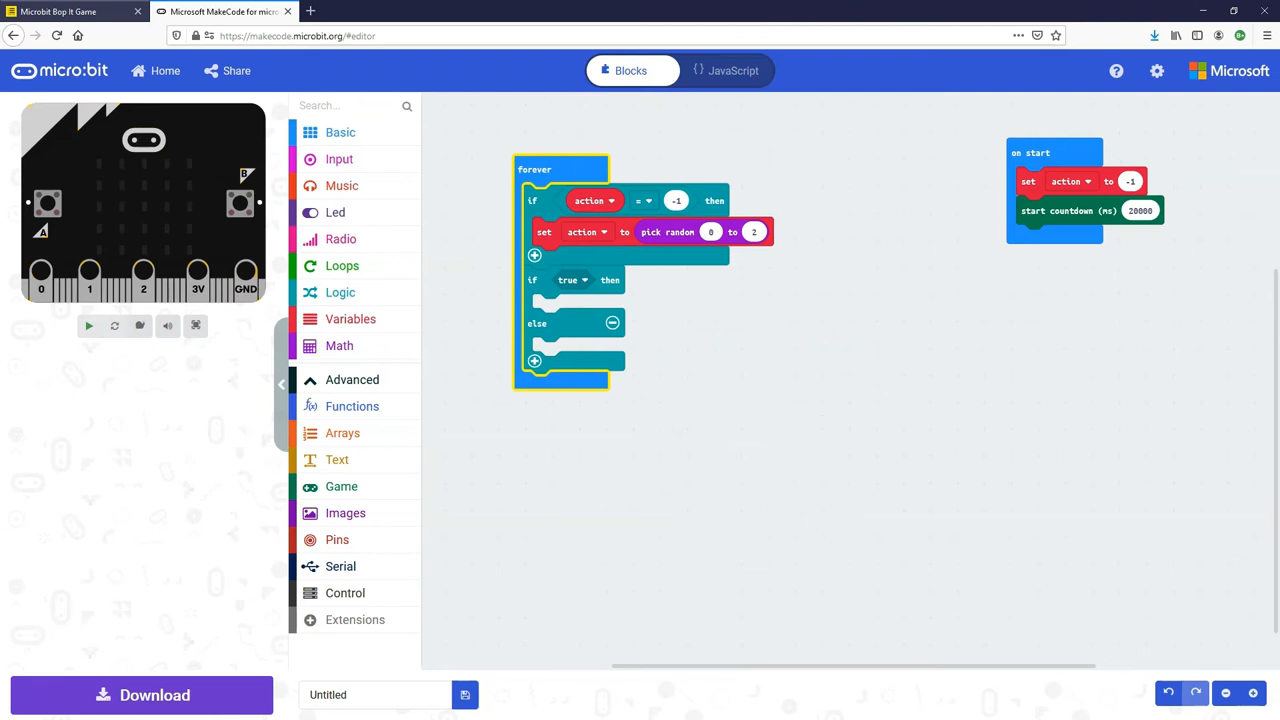 Microbit Bop It Game
Microsoft MakeCode for micro
https://makecode.microbit.org/#editor
micro:bit
Home
Share
Blocks
{} JavaScript
Microsoft
B
A
0 1 2 3V GND
Search...
Basic
Input
Music
Led
Radio
Loops
Logic
Variables
Math
Advanced
Functions
Arrays
Text
Game
Images
Pins
Serial
Control
Extensions
forever
if action = -1 then
set action to pick random 0 to 2
if true then
else
on start
set action to -1
start countdown (ms) 20000
Download
Untitled